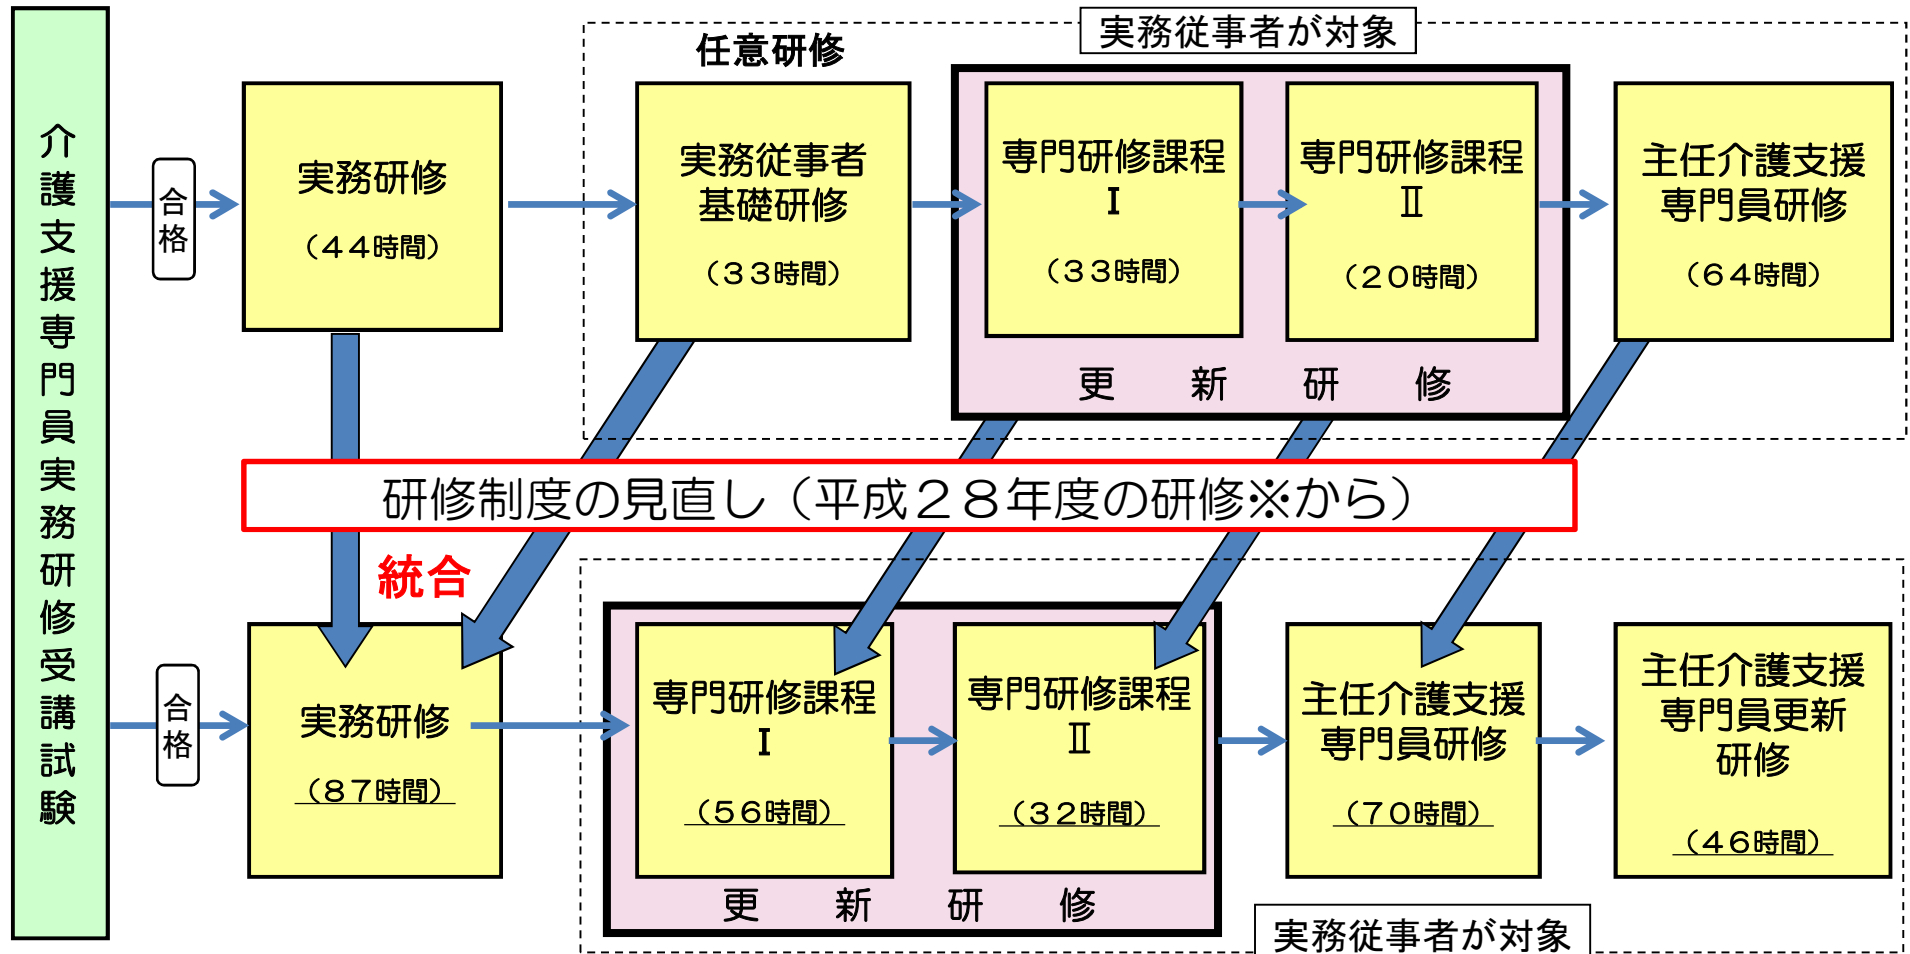 介護支援専門員実務研修受講試験
実務従事者が対象
任意研修
合格
実務研修
（４４時間）
実務従事者
基礎研修
（３３時間）
専門研修課程
Ⅰ
（３３時間）
専門研修課程
Ⅱ
（２０時間）
主任介護支援
専門員研修
（６４時間）
更新研修
研修制度の見直し（平成２８年度の研修※から）
統合
合格
実務研修
（８７時間）
専門研修課程
Ⅰ
（５６時間）
専門研修課程
Ⅱ
（３２時間）
主任介護支援
専門員研修
（７０時間）
主任介護支援
専門員更新
研修
（４６時間）
更新研修
実務従事者が対象